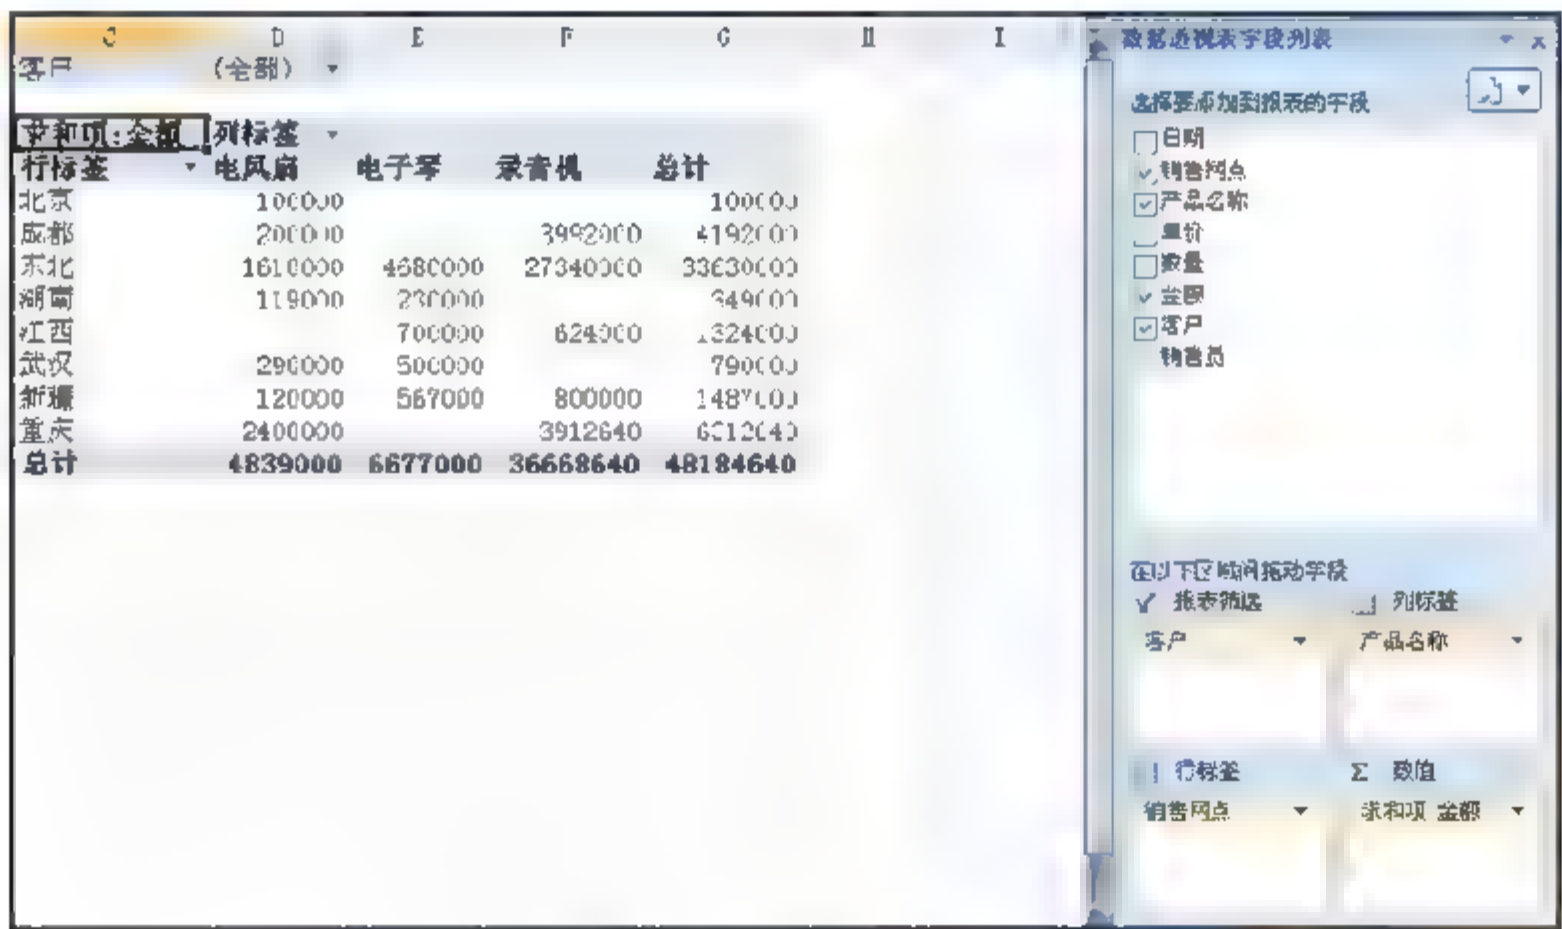 C D E F G H I
客户 (全部)
求和项:金额 列标签
行标签 电风扇 电子琴 录音机 总计
北京 100000 100000
成都 200000 3992000 4192000
东北 1610000 4680000 27340000 33630000
湖南 119000 230000 349000
江西 700000 624000 1324000
武汉 290000 500000 790000
新疆 120000 567000 800000 1487000
重庆 2400000 3912640 6312640
总计 4839000 6677000 36668640 48184640
数据透视表字段列表
选择要添加到报表的字段
日期
销售网点
产品名称
单价
数量
金额
客户
销售员
在以下区域间拖动字段
报表筛选 列标签
客户 产品名称
行标签 Σ 数值
销售网点 求和项 金额